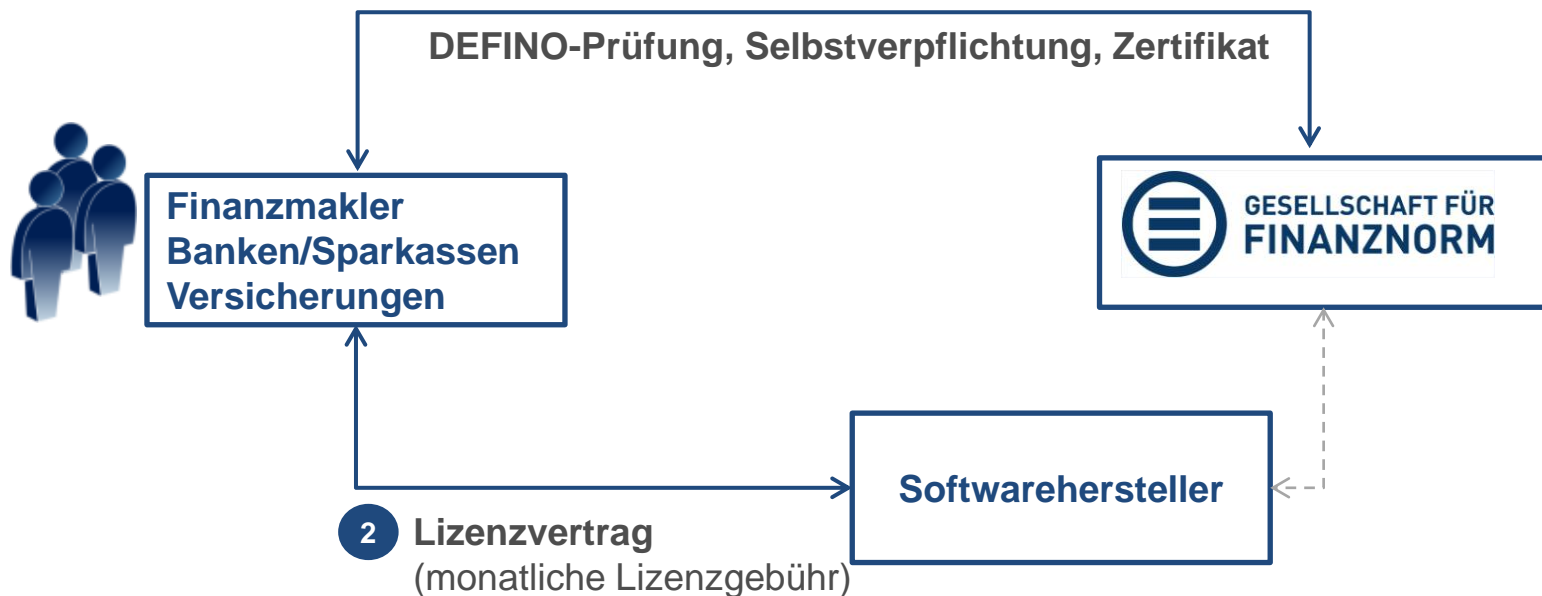 DEFINO-Prüfung, Selbstverpflichtung, Zertifikat
Finanzmakler
Banken/Sparkassen
Versicherungen
GESELLSCHAFT FÜR
FINANZNORM
Softwarehersteller
2 Lizenzvertrag
(monatliche Lizenzgebühr)